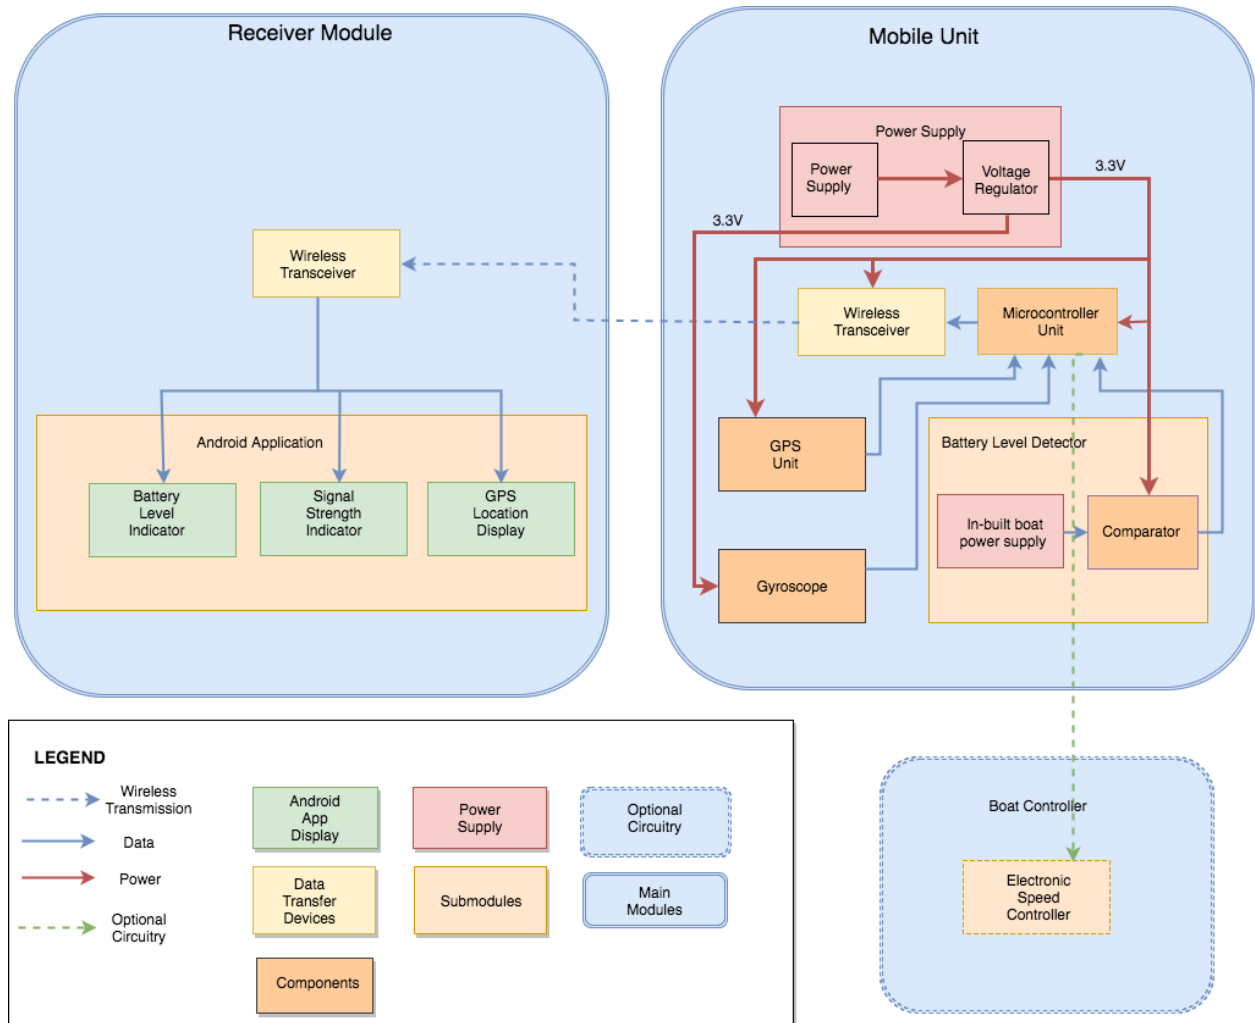 Receiver Module
Wireless
Transceiver
Android Application
Battery
Level
Indicator
Signal
Strength
Indicator
GPS
Location
Display
Mobile Unit
Power Supply
Power
Supply
Voltage
Regulator
3.3V
3.3V
Wireless
Transceiver
Microcontroller
Unit
GPS
Unit
Battery Level Detector
In-built boat
power supply
Comparator
Gyroscope
LEGEND
Wireless
Transmission
Data
Power
Optional
Circuitry
Android
App
Display
Power
Supply
Optional
Circuitry
Data
Transfer
Devices
Submodules
Main
Modules
Components
Boat Controller
Electronic
Speed
Controller